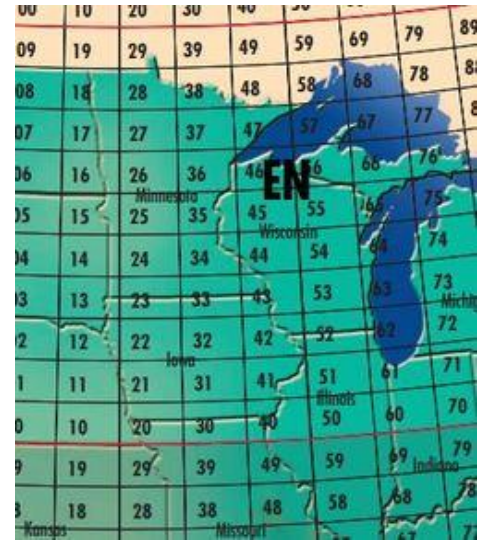 00 10 20 30 40 50 60 70 80
09 19 29 39 49 59 69 79 89
08 18 28 38 48 58 68 78
07 17 27 37 47 57 67 77
06 16 26 36 46 EN 56 66 76
Minnesota
05 15 25 35 45 55 65 75
Wisconsin
04 14 24 34 44 54 64 74
03 13 23 33 43 53 63 73
12 22 32 42 52 62 72
Iowa
11 21 31 41 51 61 71
Illinois
10 20 30 40 50 60 70
19 29 39 49 59 69 79
Indiana
18 28 38 48 58 68
Kansas Missouri
67